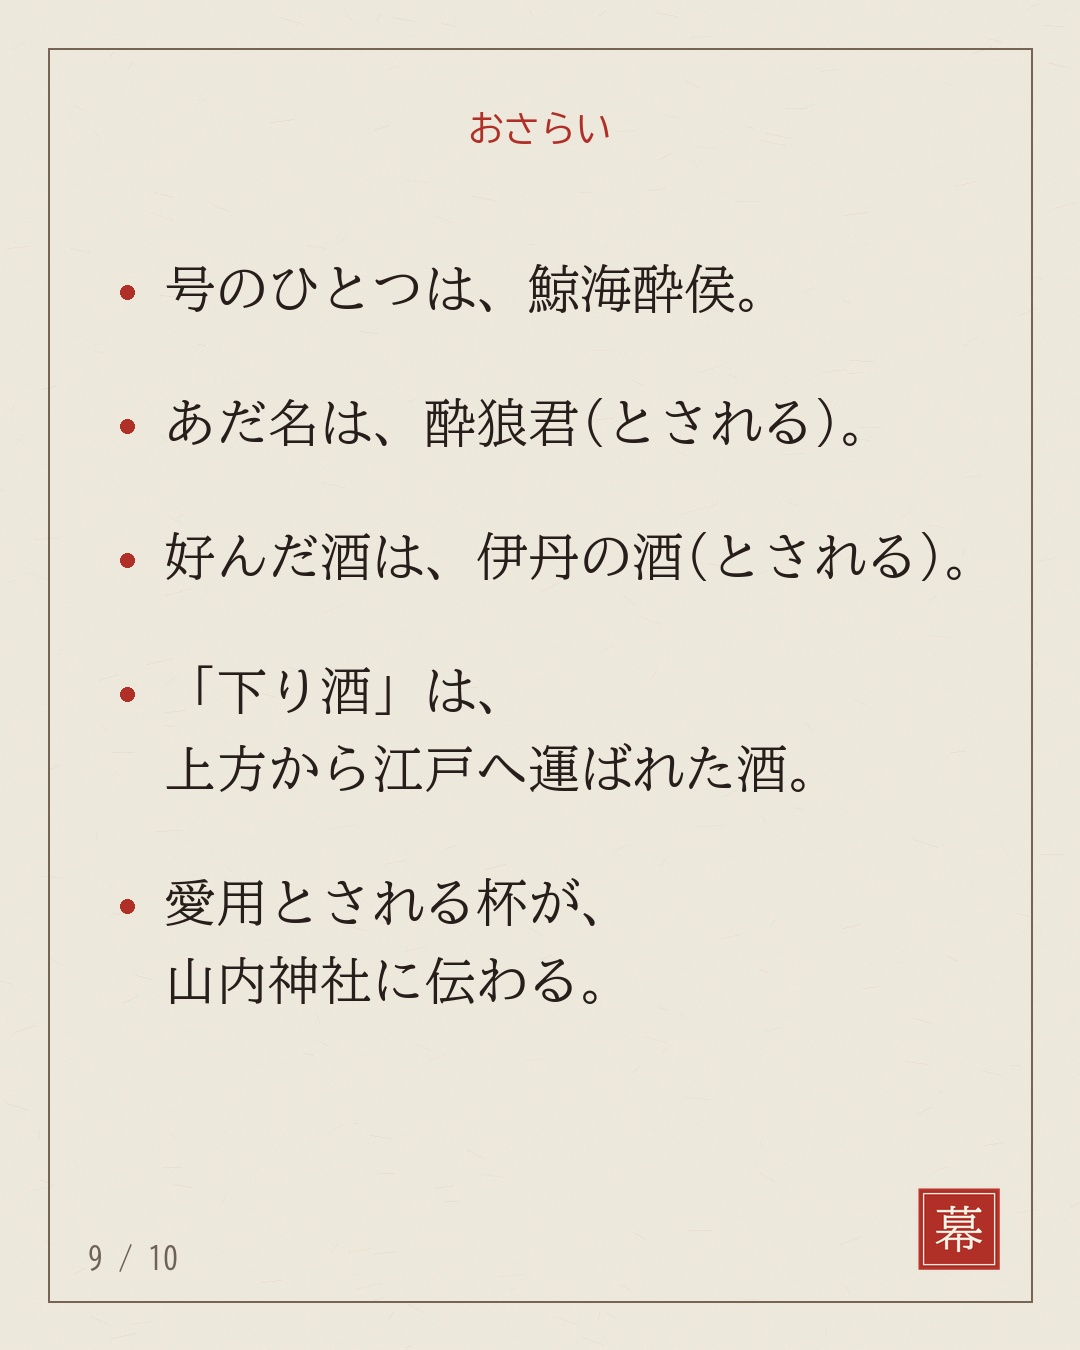 おさらい
号のひとつは、鯨海酔侯。
あだ名は、酔狼君(とされる)。
好んだ酒は、伊丹の酒(とされる)。
「下り酒」は、
上方から江戸へ運ばれた酒。
愛用とされる杯が、
山内神社に伝わる。
幕
9 / 10